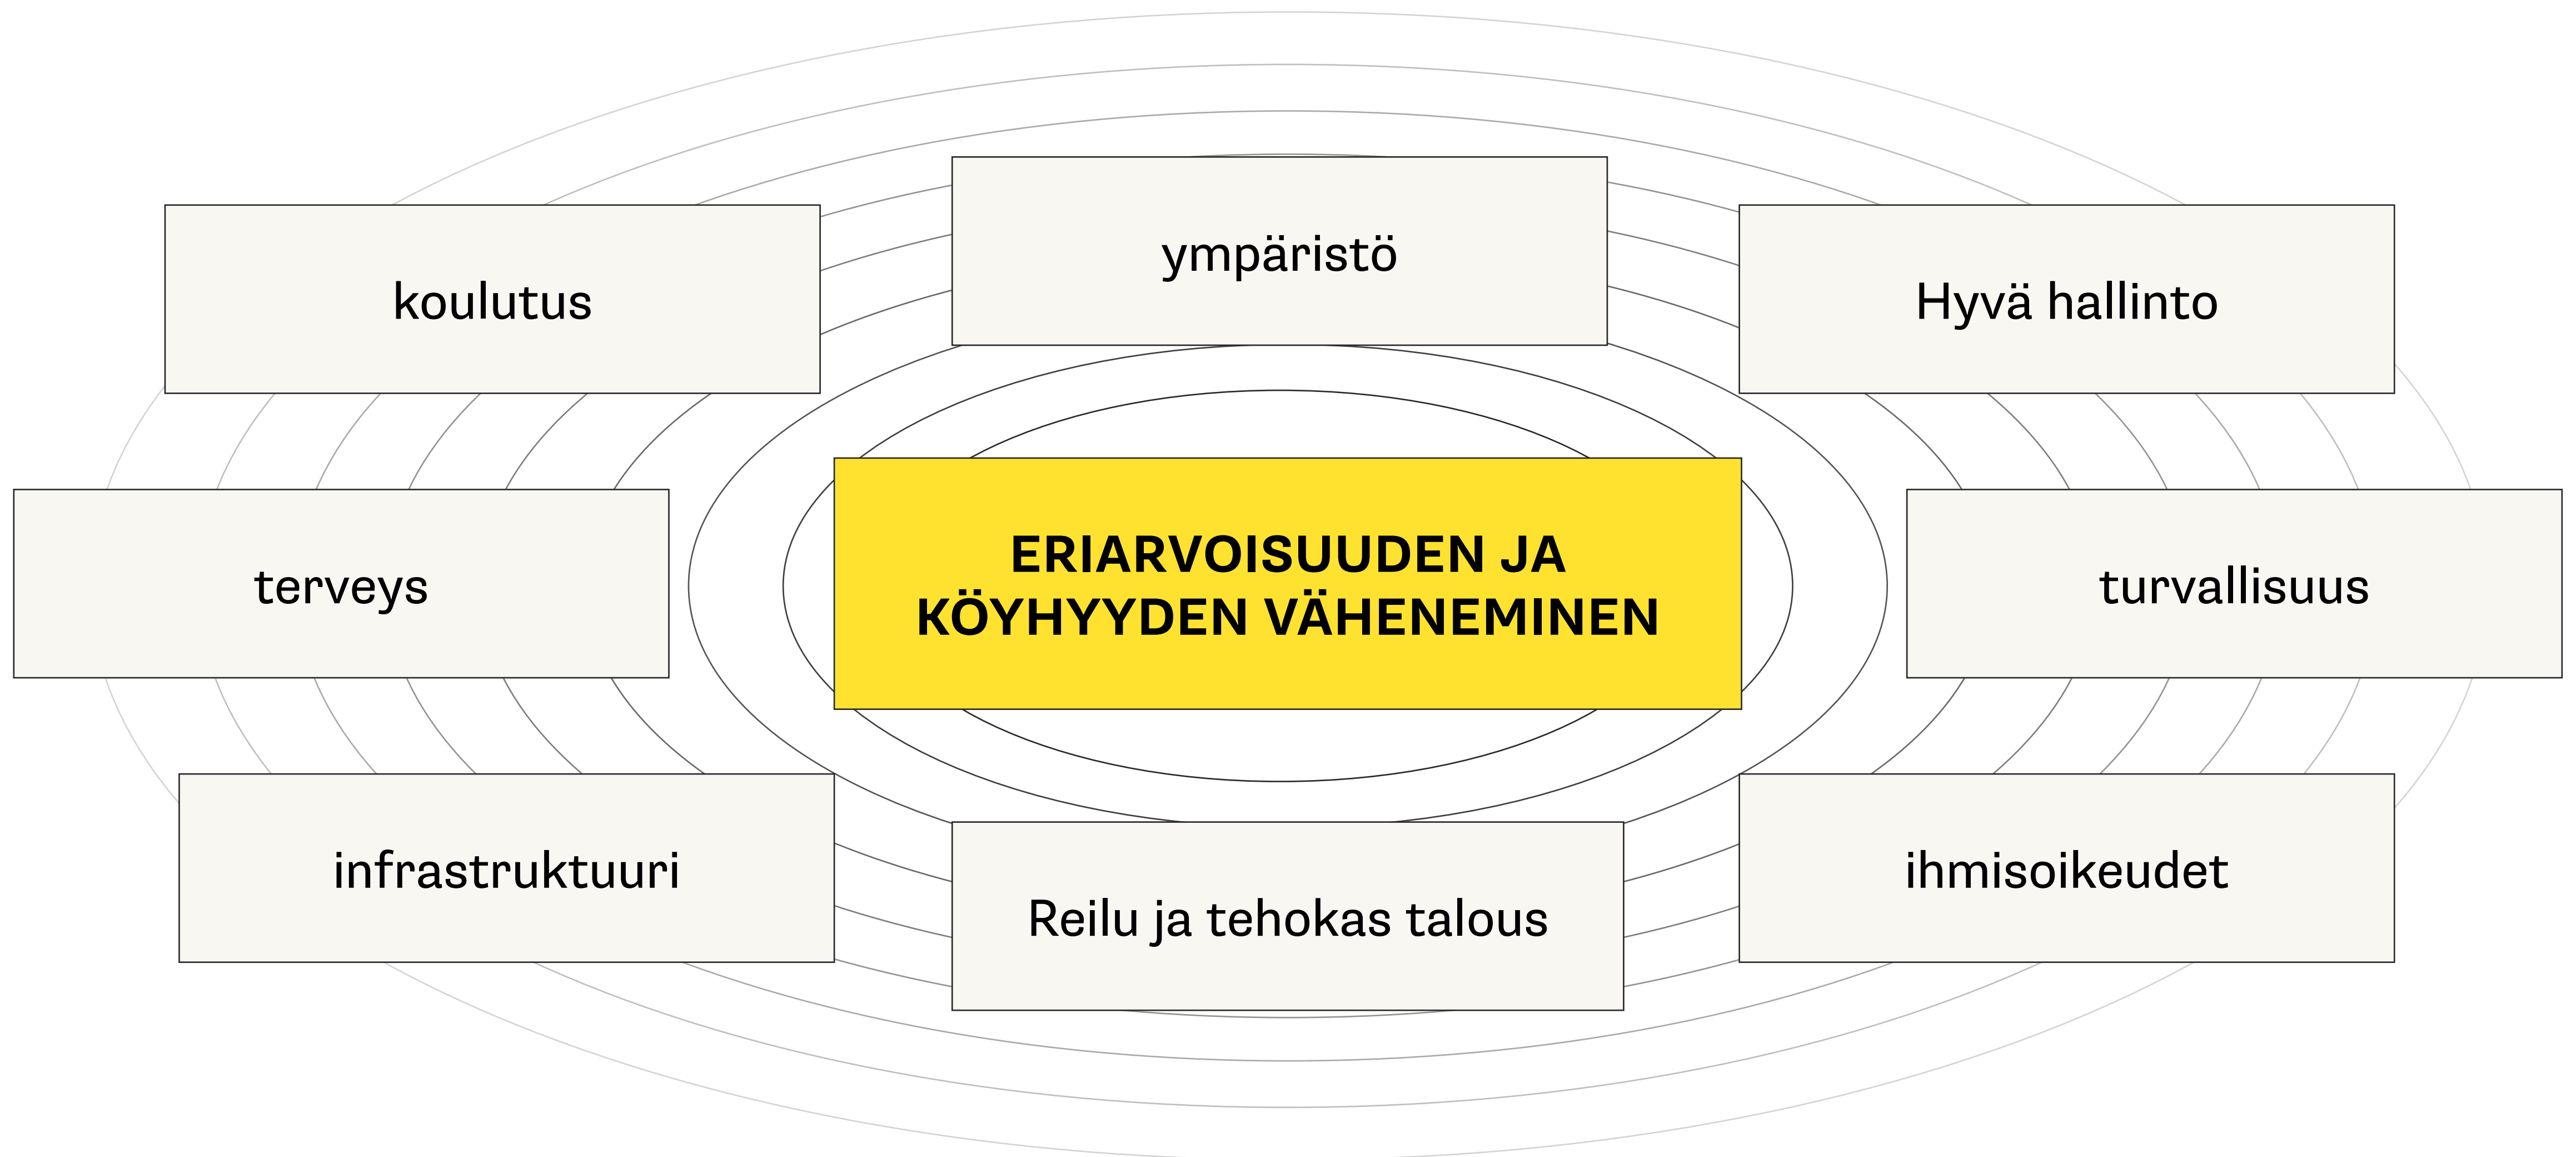 ympäristö
koulutus
Hyvä hallinto
ERIARVOISUUDEN JA
KÖYHYYDEN VÄHENEMINEN
terveys
turvallisuus
infrastruktuuri
ihmisoikeudet
Reilu ja tehokas talous